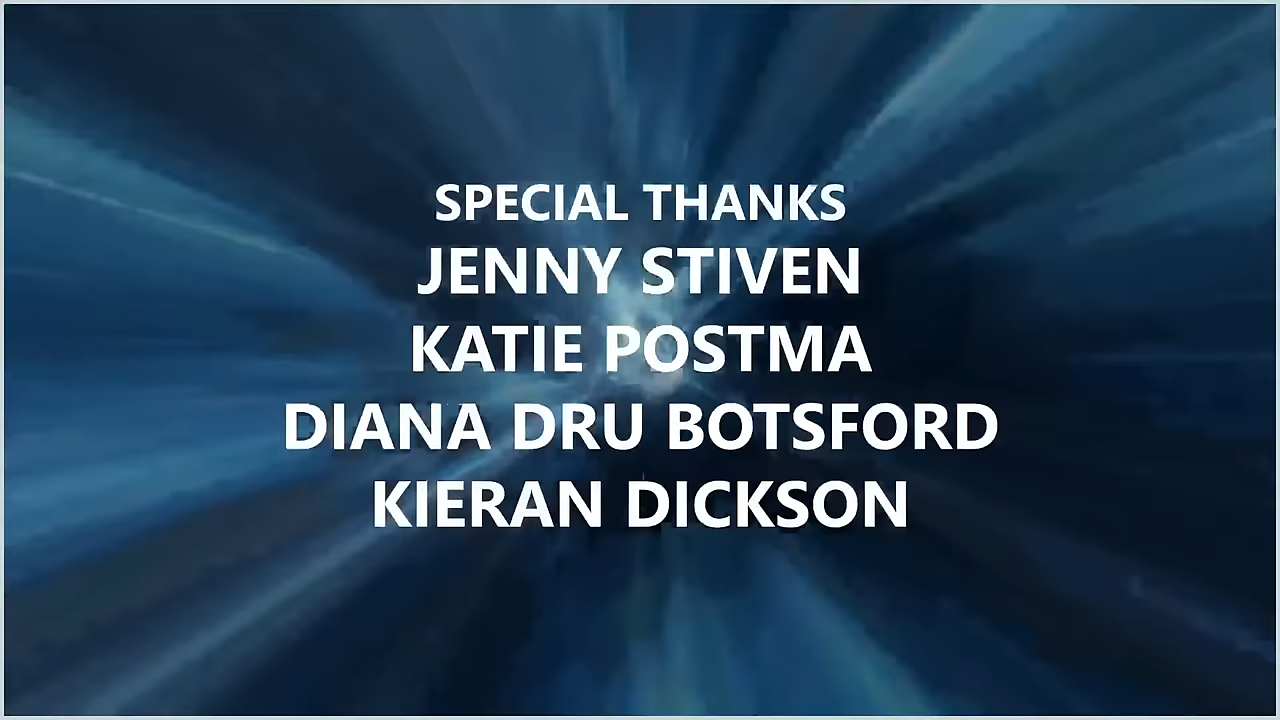 SPECIAL THANKS
JENNY STIVEN
KATIE POSTMA
DIANA DRU BOTSFORD
KIERAN DICKSON